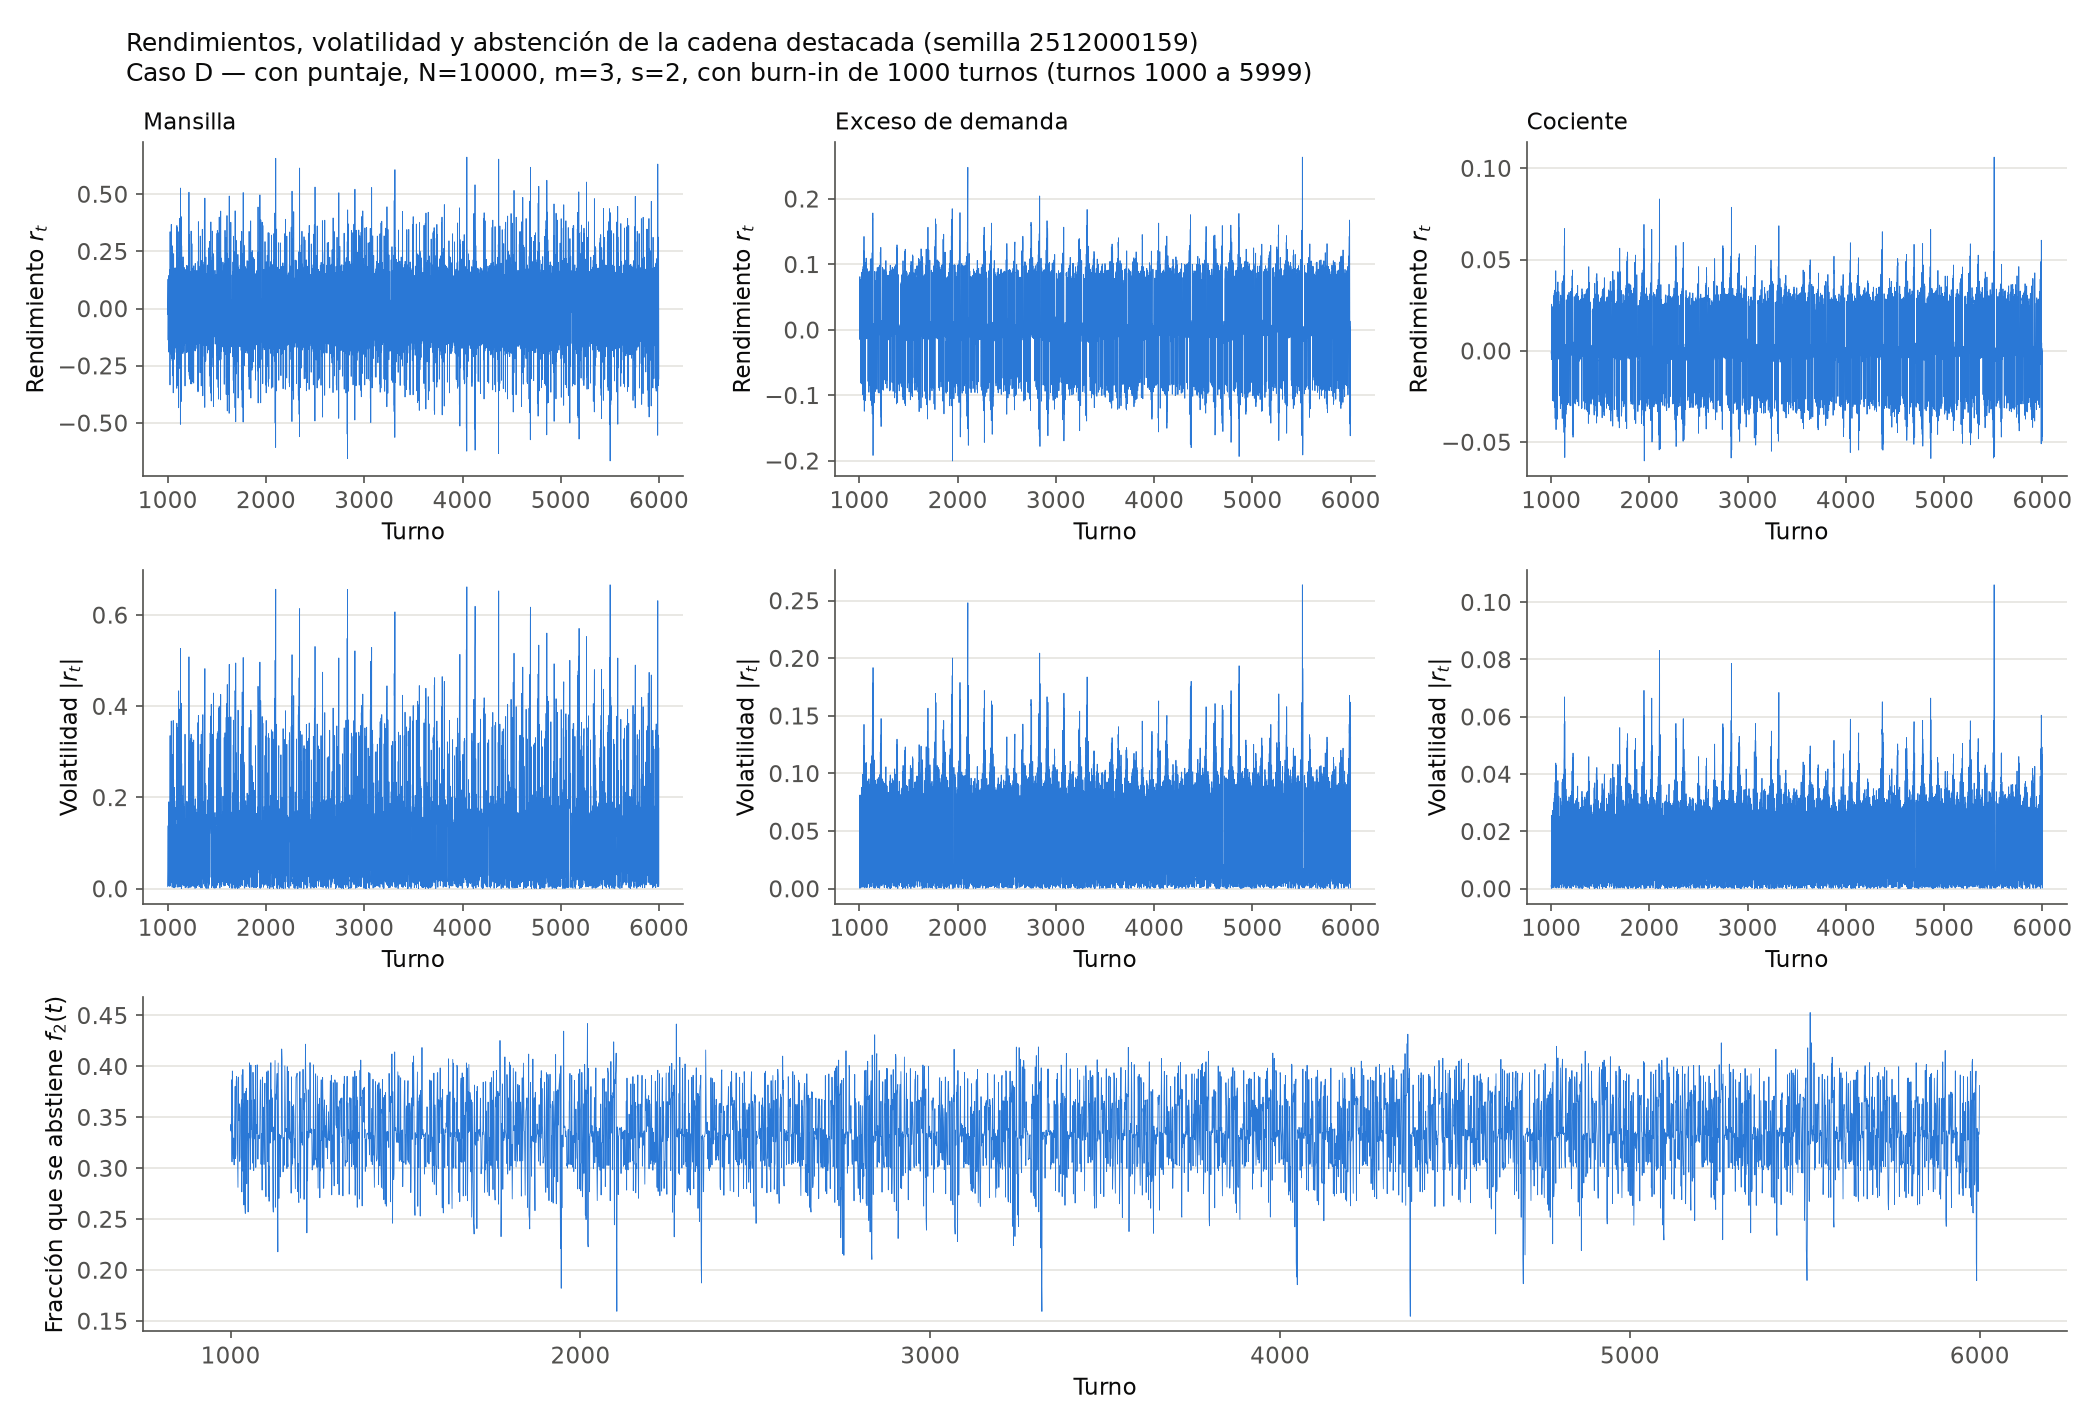 Rendimientos, volatilidad y abstención de la cadena destacada (semilla 2512000159)
Caso D — con puntaje, N=10000, m=3, s=2, con burn-in de 1000 turnos (turnos 1000 a 5999)
Mansilla
Rendimiento r_t
0.50
0.25
0.00
−0.25
−0.50
1000 2000 3000 4000 5000 6000
Turno
Exceso de demanda
Rendimiento r_t
0.2
0.1
0.0
−0.1
−0.2
1000 2000 3000 4000 5000 6000
Turno
Cociente
Rendimiento r_t
0.10
0.05
0.00
−0.05
1000 2000 3000 4000 5000 6000
Turno
Volatilidad |r_t|
0.6
0.4
0.2
0.0
1000 2000 3000 4000 5000 6000
Turno
Volatilidad |r_t|
0.25
0.20
0.15
0.10
0.05
0.00
1000 2000 3000 4000 5000 6000
Turno
Volatilidad |r_t|
0.10
0.08
0.06
0.04
0.02
0.00
1000 2000 3000 4000 5000 6000
Turno
Fracción que se abstiene f_2(t)
0.45
0.40
0.35
0.30
0.25
0.20
0.15
1000 2000 3000 4000 5000 6000
Turno